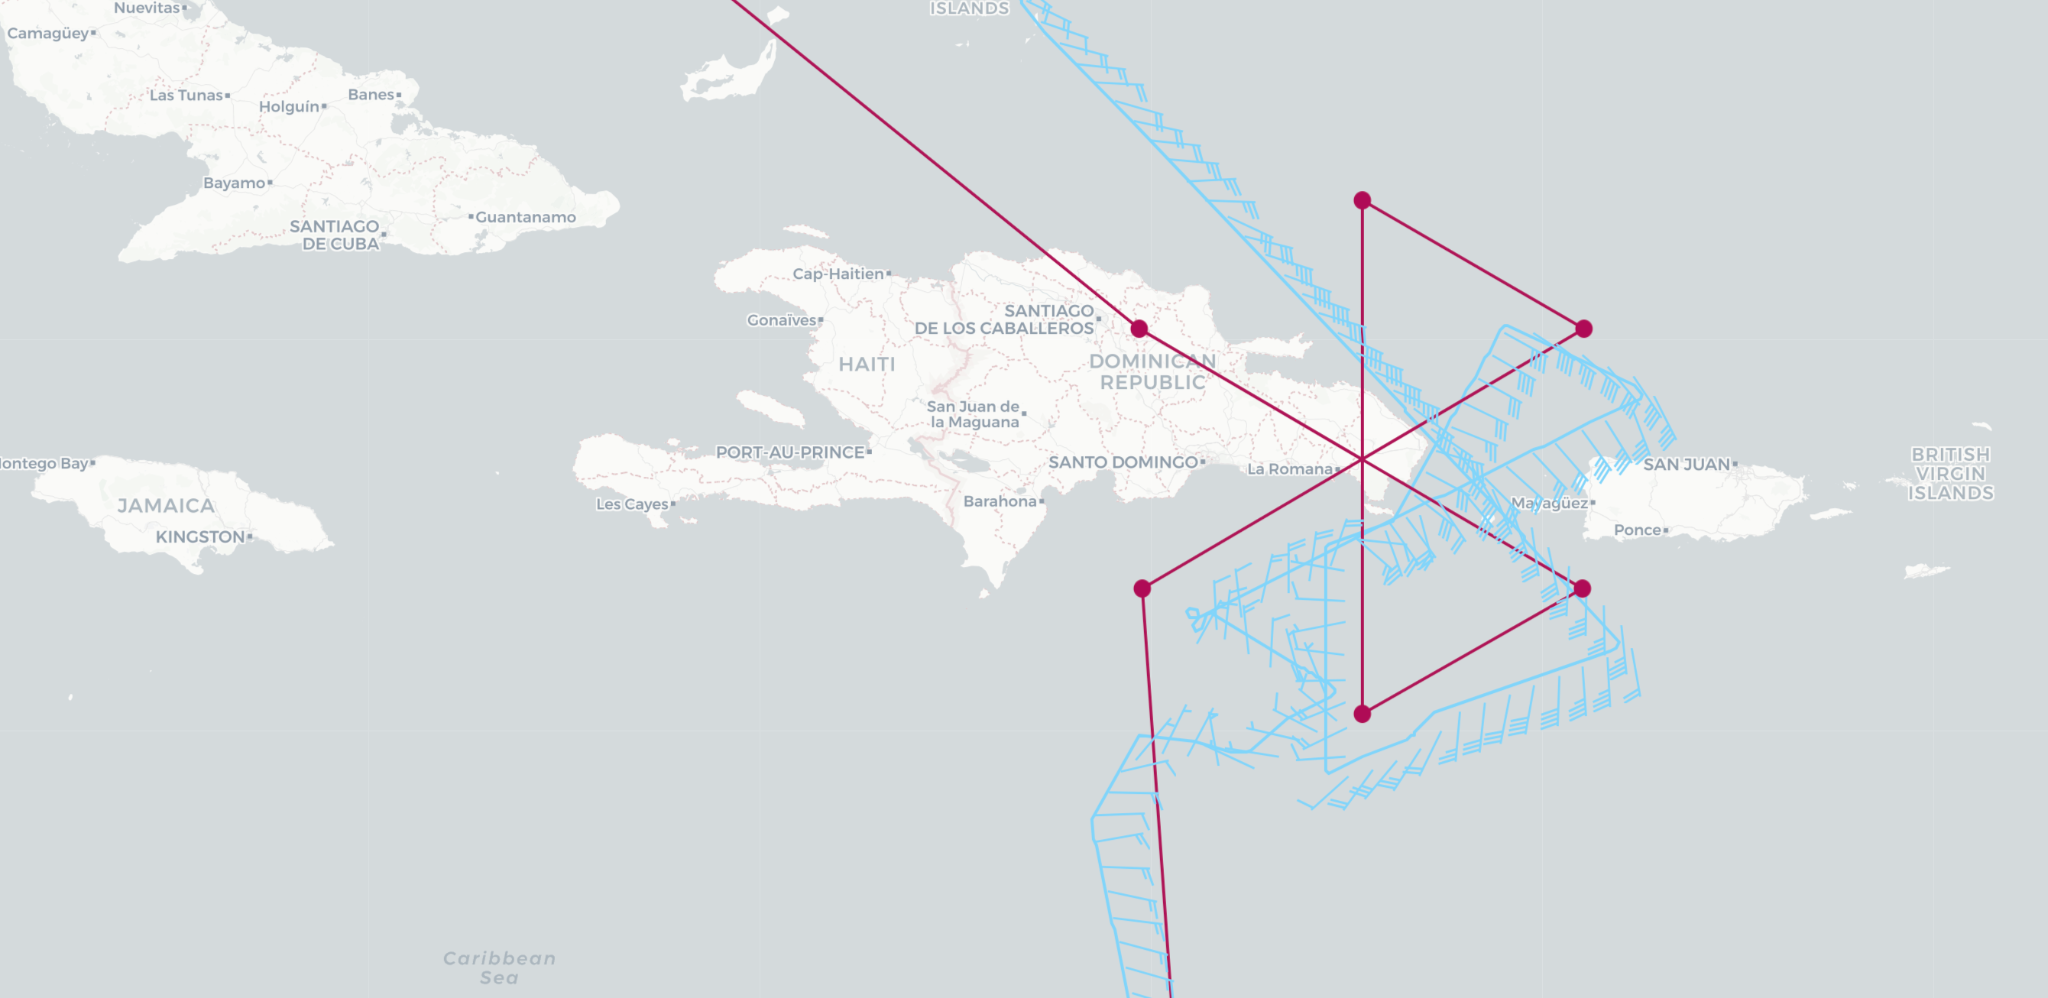 Nuevitas
ISLANDS
Camagüey
Las Tunas
Banes
Holguín
Bayamo
Guantanamo
SANTIAGO
DE CUBA
Cap-Haitien
SANTIAGO
DE LOS CABALLEROS
Gonaïves
HAITI
DOMINICAN
REPUBLIC
San Juan de
la Maguana
PORT-AU-PRINCE
SANTO DOMINGO
La Romana
SAN JUAN
BRITISH
VIRGIN
ISLANDS
ontego Bay
JAMAICA
Les Cayes
Barahona
Mayagüez
KINGSTON
Ponce
Caribbean
Sea